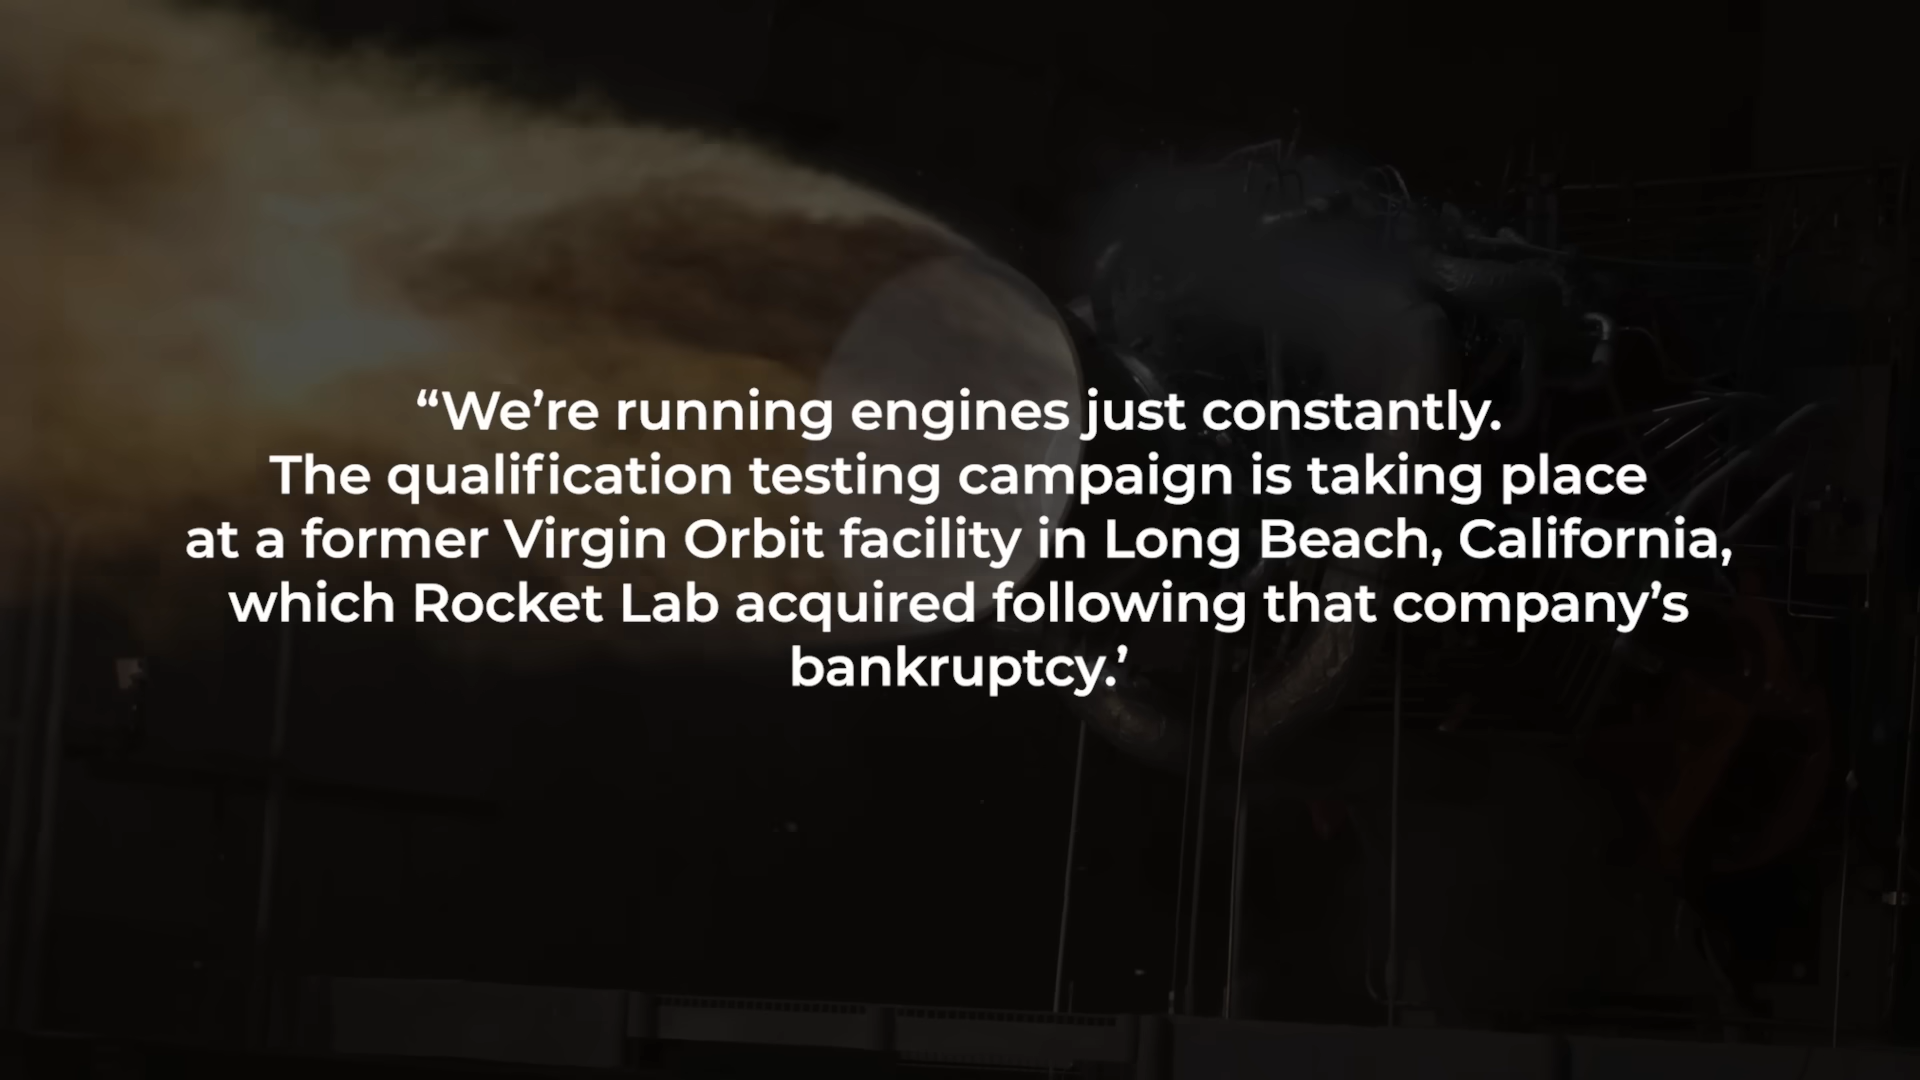 “We’re running engines just constantly.
The qualification testing campaign is taking place
at a former Virgin Orbit facility in Long Beach, California,
which Rocket Lab acquired following that company’s
bankruptcy.’